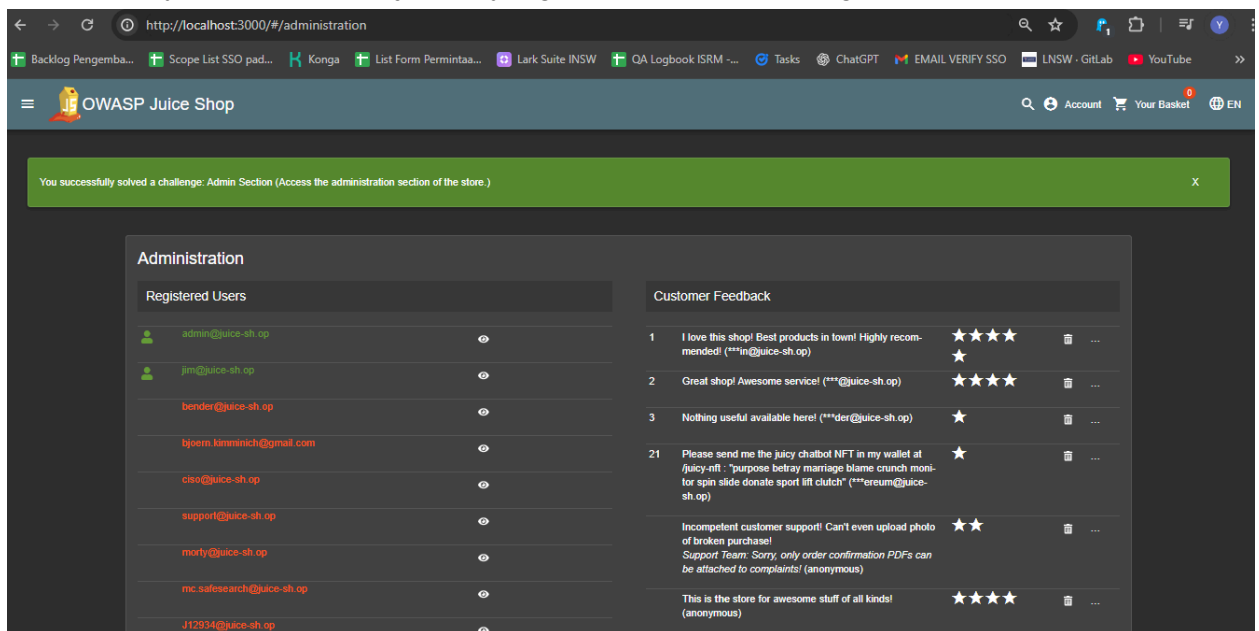 http://localhost:3000/#/administration
Backlog Pengemba... Scope List SSO pad... Konga List Form Permintaa... Lark Suite INSW QA Logbook ISRM -... Tasks ChatGPT EMAIL VERIFY SSO LNSW · GitLab YouTube
OWASP Juice Shop
Account Your Basket 0 EN
You successfully solved a challenge: Admin Section (Access the administration section of the store.) X
Administration
Registered Users
admin@juice-sh.op
jim@juice-sh.op
bender@juice-sh.op
bjoern.kimminich@gmail.com
ciso@juice-sh.op
support@juice-sh.op
morty@juice-sh.op
mc.safesearch@juice-sh.op
J12934@juice-sh.op
Customer Feedback
1 I love this shop! Best products in town! Highly recom-
mended! (***in@juice-sh.op) ...
2 Great shop! Awesome service! (***@juice-sh.op) ...
3 Nothing useful available here! (***der@juice-sh.op) ...
21 Please send me the juicy chatbot NFT in my wallet at ...
/juicy-nft : "purpose betray marriage blame crunch moni-
tor spin slide donate sport lift clutch" (***ereum@juice-
sh.op)
Incompetent customer support! Can't even upload photo ...
of broken purchase!
Support Team: Sorry, only order confirmation PDFs can
be attached to complaints! (anonymous)
This is the store for awesome stuff of all kinds! ...
(anonymous)